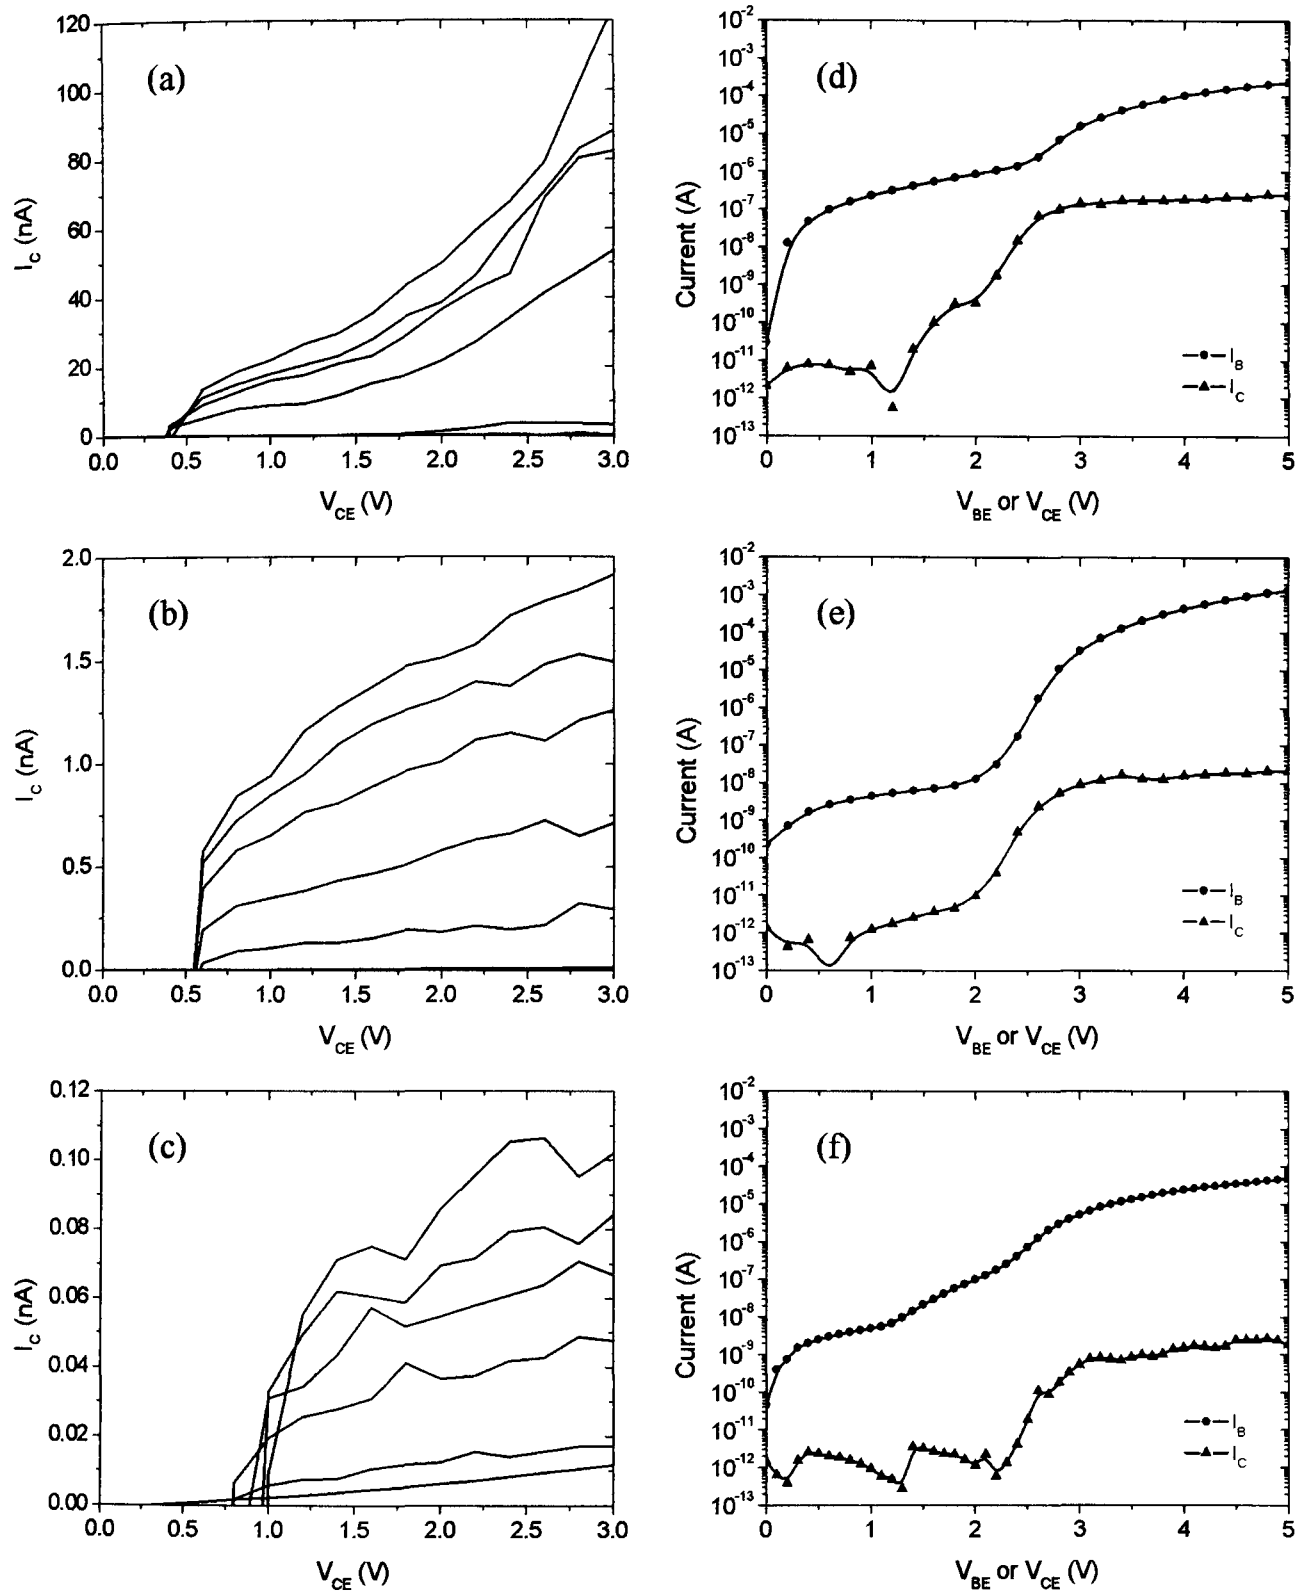 (a)
120
100
80
60
40
20
0
I_C (nA)
0.0 0.5 1.0 1.5 2.0 2.5 3.0
V_CE (V)
(d)
10^-2
10^-3
10^-4
10^-5
10^-6
10^-7
10^-8
10^-9
10^-10
10^-11
10^-12
10^-13
Current (A)
I_B
I_C
0 1 2 3 4 5
V_BE or V_CE (V)
(b)
2.0
1.5
1.0
0.5
0.0
I_C (nA)
0.0 0.5 1.0 1.5 2.0 2.5 3.0
V_CE (V)
(e)
10^-2
10^-3
10^-4
10^-5
10^-6
10^-7
10^-8
10^-9
10^-10
10^-11
10^-12
10^-13
Current (A)
I_B
I_C
0 1 2 3 4 5
V_BE or V_CE (V)
(c)
0.12
0.10
0.08
0.06
0.04
0.02
0.00
I_C (nA)
0.0 0.5 1.0 1.5 2.0 2.5 3.0
V_CE (V)
(f)
10^-2
10^-3
10^-4
10^-5
10^-6
10^-7
10^-8
10^-9
10^-10
10^-11
10^-12
10^-13
Current (A)
I_B
I_C
0 1 2 3 4 5
V_BE or V_CE (V)